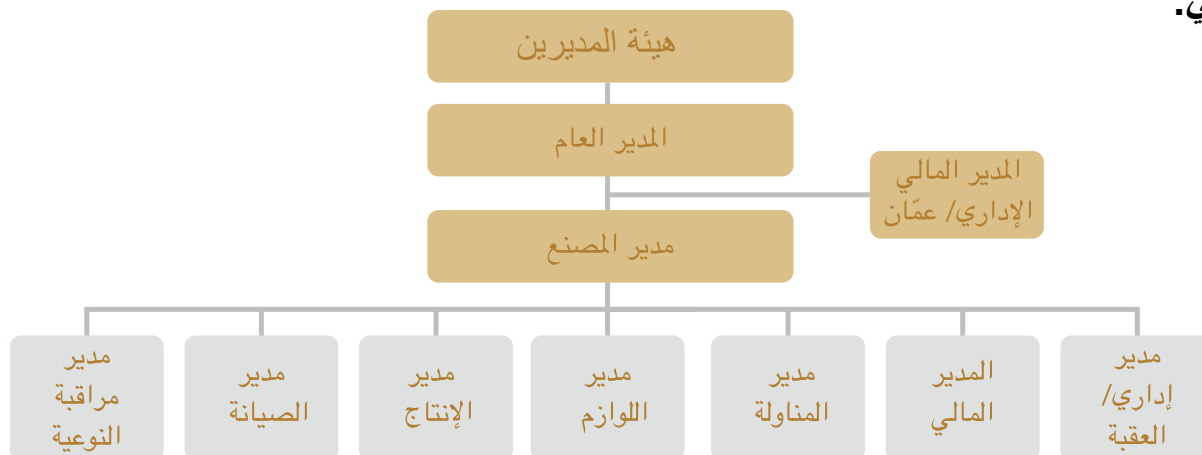 ي.
هيئة المديرين
المدير العام
المدير المالي
الإداري/ عمّان
مدير المصنع
مدير
إداري/
العقبة
المدير
المالي
مدير
المناولة
مدير
اللوازم
مدير
الإنتاج
مدير
الصيانة
مدير
مراقبة
النوعية